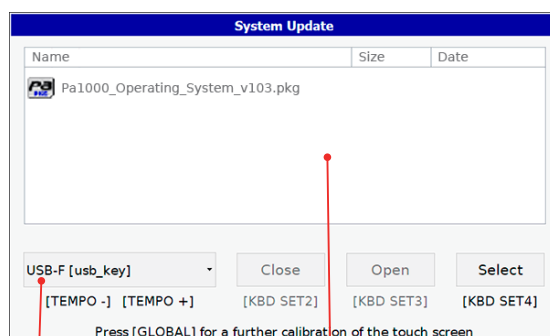 System Update
Name Size Date
Pa1000_Operating_System_v103.pkg
USB-F [usb_key] Close Open Select
[TEMPO -] [TEMPO +] [KBD SET2] [KBD SET3] [KBD SET4]
Press [GLOBAL] for a further calibration of the touch screen